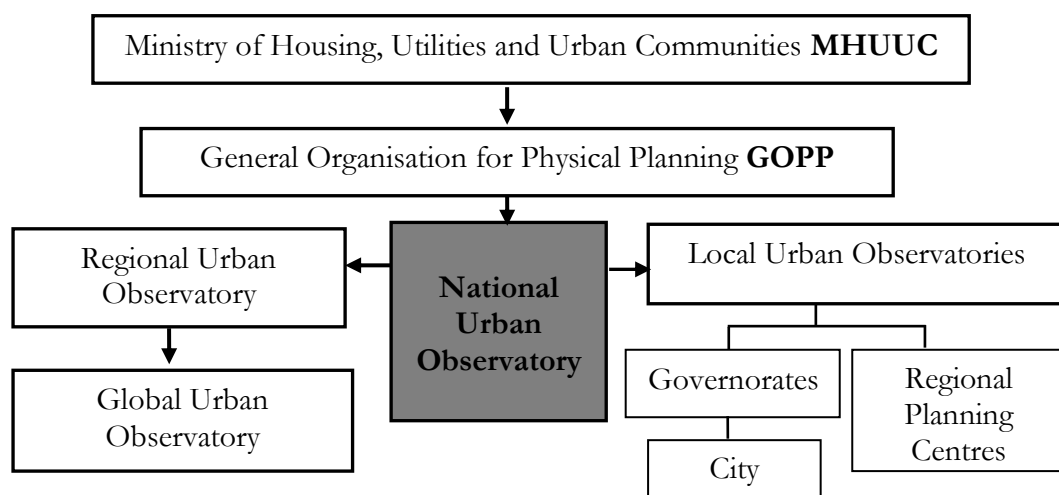 Ministry of Housing, Utilities and Urban Communities MHUUC
General Organisation for Physical Planning GOPP
Regional Urban
Observatory
Global Urban
Observatory
National
Urban
Observatory
Local Urban Observatories
Governorates
City
Regional
Planning
Centres